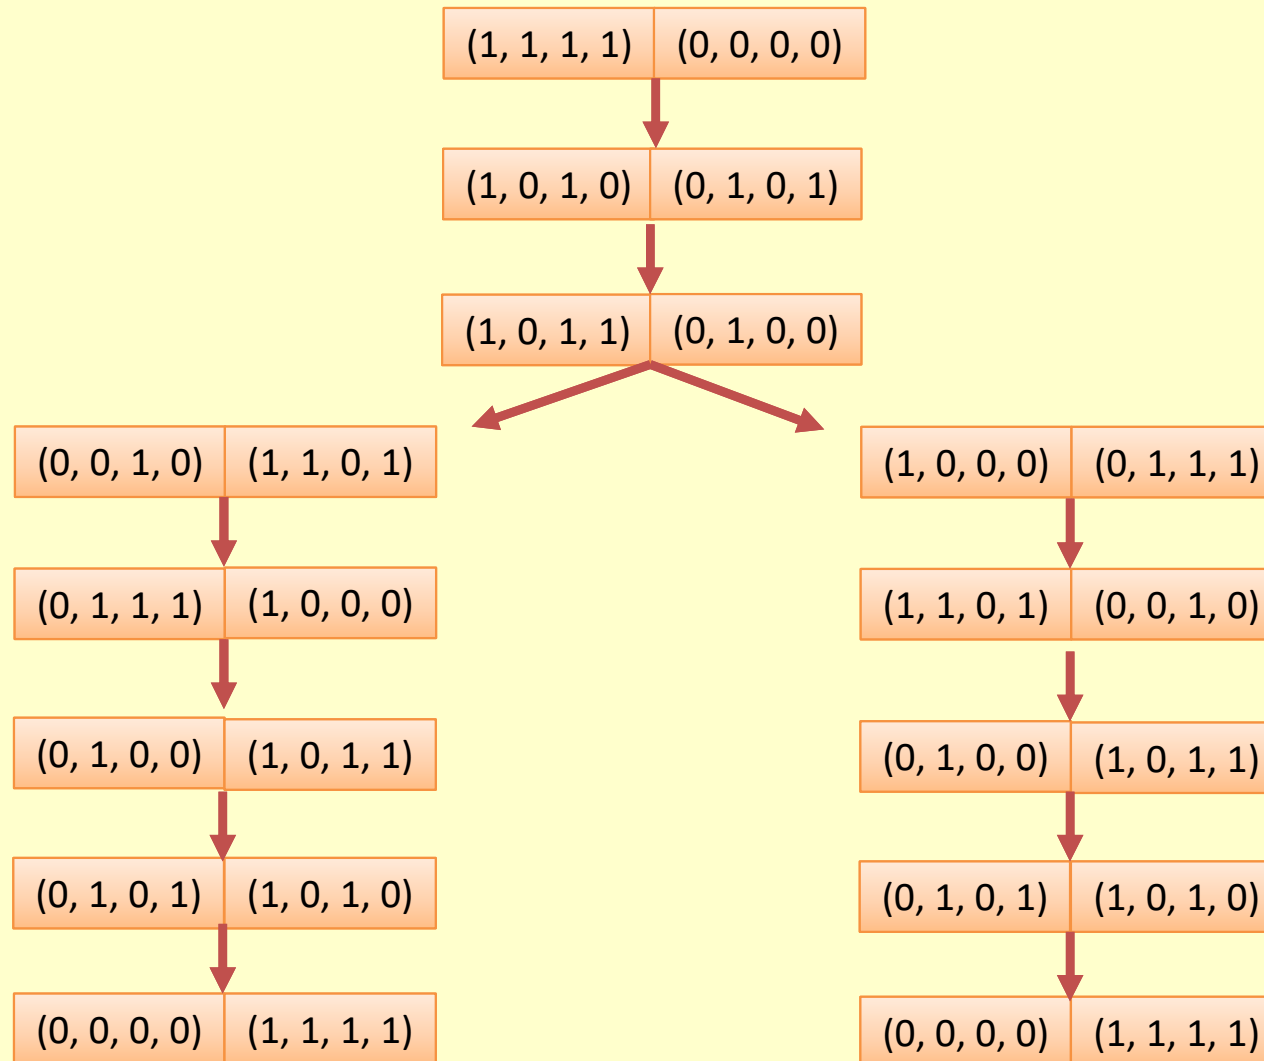 (1, 1, 1, 1) (0, 0, 0, 0)
(1, 0, 1, 0) (0, 1, 0, 1)
(1, 0, 1, 1) (0, 1, 0, 0)
(0, 0, 1, 0) (1, 1, 0, 1) (1, 0, 0, 0) (0, 1, 1, 1)
(0, 1, 1, 1) (1, 0, 0, 0) (1, 1, 0, 1) (0, 0, 1, 0)
(0, 1, 0, 0) (1, 0, 1, 1) (0, 1, 0, 0) (1, 0, 1, 1)
(0, 1, 0, 1) (1, 0, 1, 0) (0, 1, 0, 1) (1, 0, 1, 0)
(0, 0, 0, 0) (1, 1, 1, 1) (0, 0, 0, 0) (1, 1, 1, 1)